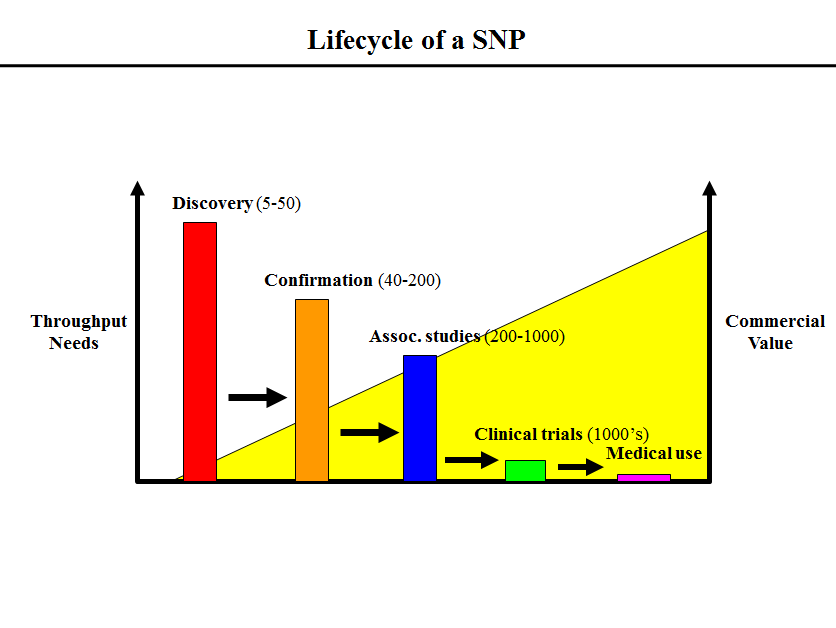 Lifecycle of a SNP
Discovery (5-50)
Confirmation (40-200)
Throughput
Needs
Commercial
Value
Assoc. studies (200-1000)
Clinical trials (1000’s)
Medical use